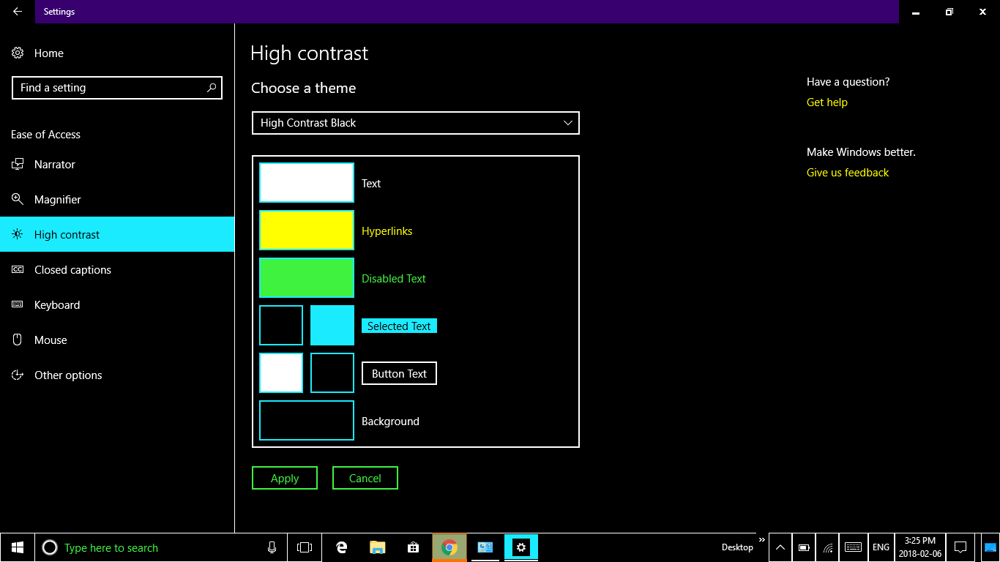 Settings
Home
Find a setting
Ease of Access
Narrator
Magnifier
High contrast
CC Closed captions
Keyboard
Mouse
Other options
High contrast
Choose a theme
High Contrast Black
Text
Hyperlinks
Disabled Text
Selected Text
Button Text
Background
Apply Cancel
Have a question?
Get help
Make Windows better.
Give us feedback
Type here to search
Desktop
ENG
3:25 PM
2018-02-06